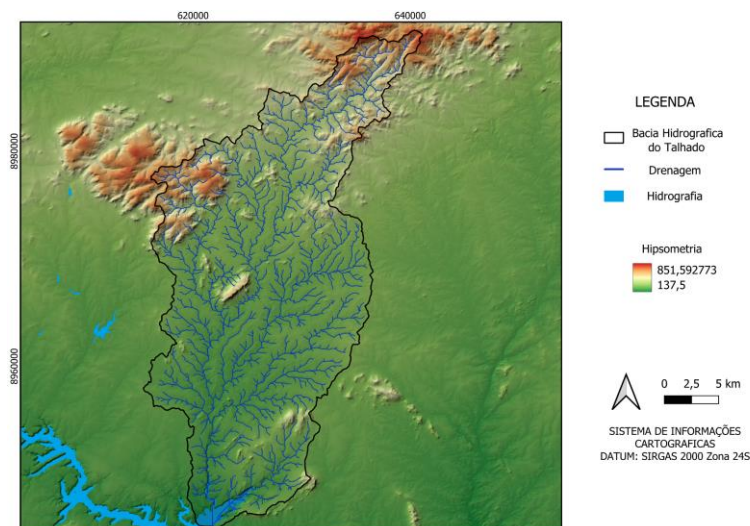 620000
640000
8980000
8960000
LEGENDA
Bacia Hidrografica
do Talhado
Drenagem
Hidrografia
Hipsometria
851,592773
137,5
0 2,5 5 km
SISTEMA DE INFORMAÇÕES
CARTOGRAFICAS
DATUM: SIRGAS 2000 Zona 24S